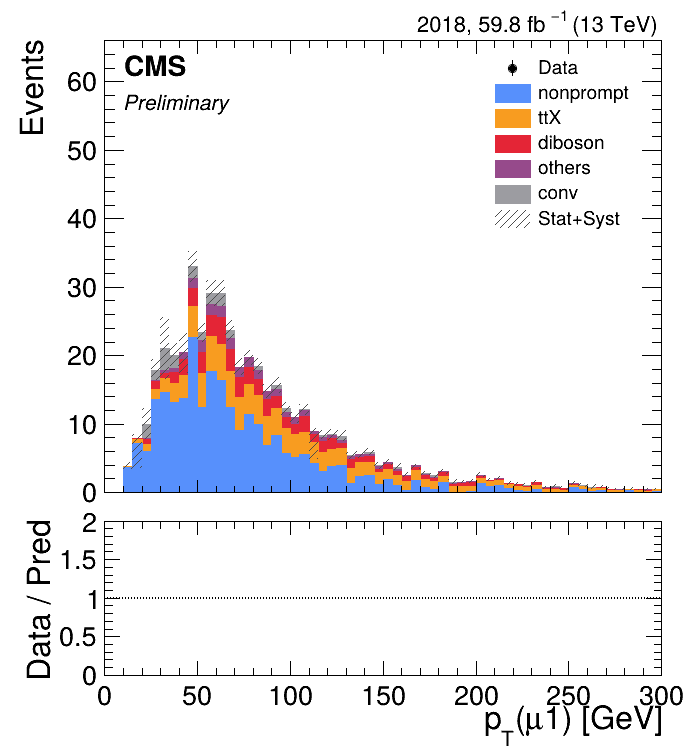 2018, 59.8 fb⁻¹ (13 TeV)
CMS
Preliminary
Events
Data
nonprompt
ttX
diboson
others
conv
Stat+Syst
60
50
40
30
20
10
0
Data / Pred
2
1.5
1
0.5
0
0 50 100 150 200 250 300
p_T(μ1) [GeV]